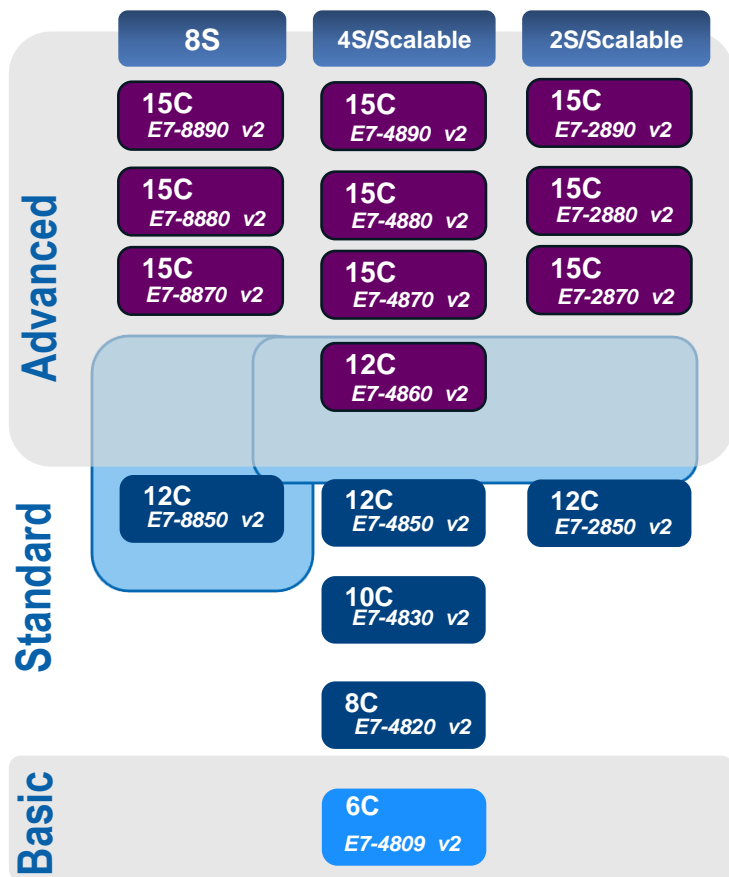 8S
4S/Scalable
2S/Scalable
Advanced
15C
E7-8890 v2
15C
E7-4890 v2
15C
E7-2890 v2
15C
E7-8880 v2
15C
E7-4880 v2
15C
E7-2880 v2
15C
E7-8870 v2
15C
E7-4870 v2
15C
E7-2870 v2
12C
E7-4860 v2
Standard
12C
E7-8850 v2
12C
E7-4850 v2
12C
E7-2850 v2
10C
E7-4830 v2
8C
E7-4820 v2
Basic
6C
E7-4809 v2